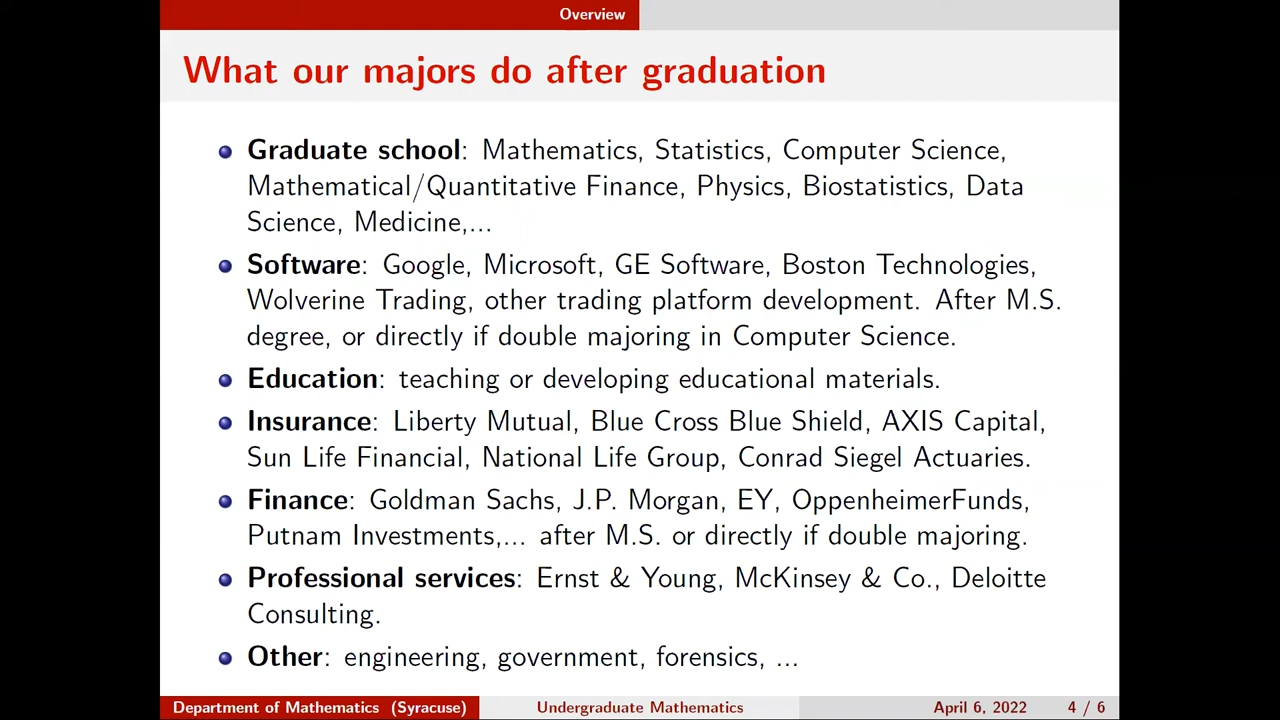 Overview
What our majors do after graduation
Graduate school: Mathematics, Statistics, Computer Science,
Mathematical/Quantitative Finance, Physics, Biostatistics, Data
Science, Medicine,...
Software: Google, Microsoft, GE Software, Boston Technologies,
Wolverine Trading, other trading platform development. After M.S.
degree, or directly if double majoring in Computer Science.
Education: teaching or developing educational materials.
Insurance: Liberty Mutual, Blue Cross Blue Shield, AXIS Capital,
Sun Life Financial, National Life Group, Conrad Siegel Actuaries.
Finance: Goldman Sachs, J.P. Morgan, EY, OppenheimerFunds,
Putnam Investments,... after M.S. or directly if double majoring.
Professional services: Ernst & Young, McKinsey & Co., Deloitte
Consulting.
Other: engineering, government, forensics, ...
Department of Mathematics (Syracuse) Undergraduate Mathematics April 6, 2022 4 / 6